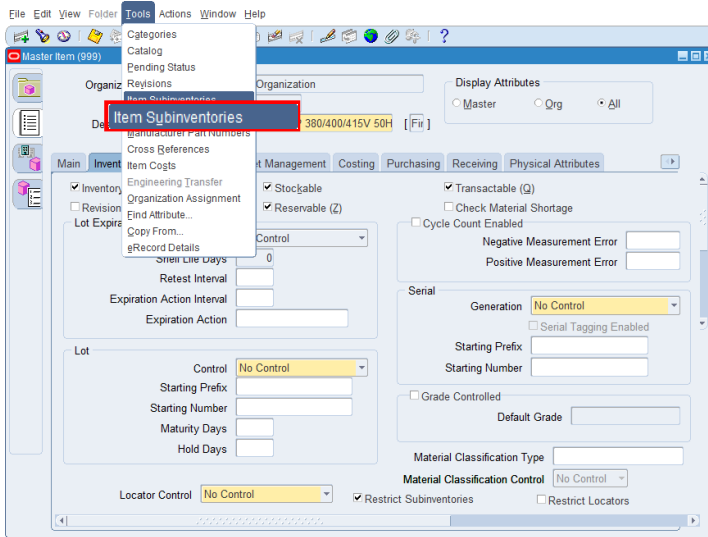 File Edit View Folder Tools Actions Window Help
Master Item (999)
Categories
Catalog
Pending Status
Revisions
Item Subinventories
Item Subinventories
Manufacturer Part Numbers
Cross References
Item Costs
Engineering Transfer
Organization Assignment
Find Attribute...
Copy From...
eRecord Details
Organization
Display Attributes
Master Org All
380/400/415V 50H [ Fir ]
Main Management Costing Purchasing Receiving Physical Attributes
Inventory Stockable Transactable (Q)
Revision Reservable (Z) Check Material Shortage
Cycle Count Enabled
Control
Negative Measurement Error
Shelf Life Days 0
Positive Measurement Error
Retest Interval
Expiration Action Interval
Expiration Action
Serial
Generation No Control
Serial Tagging Enabled
Starting Prefix
Starting Number
Lot
Control No Control
Starting Prefix
Starting Number
Maturity Days
Hold Days
Grade Controlled
Default Grade
Material Classification Type
Material Classification Control No Control
Locator Control No Control Restrict Subinventories Restrict Locators